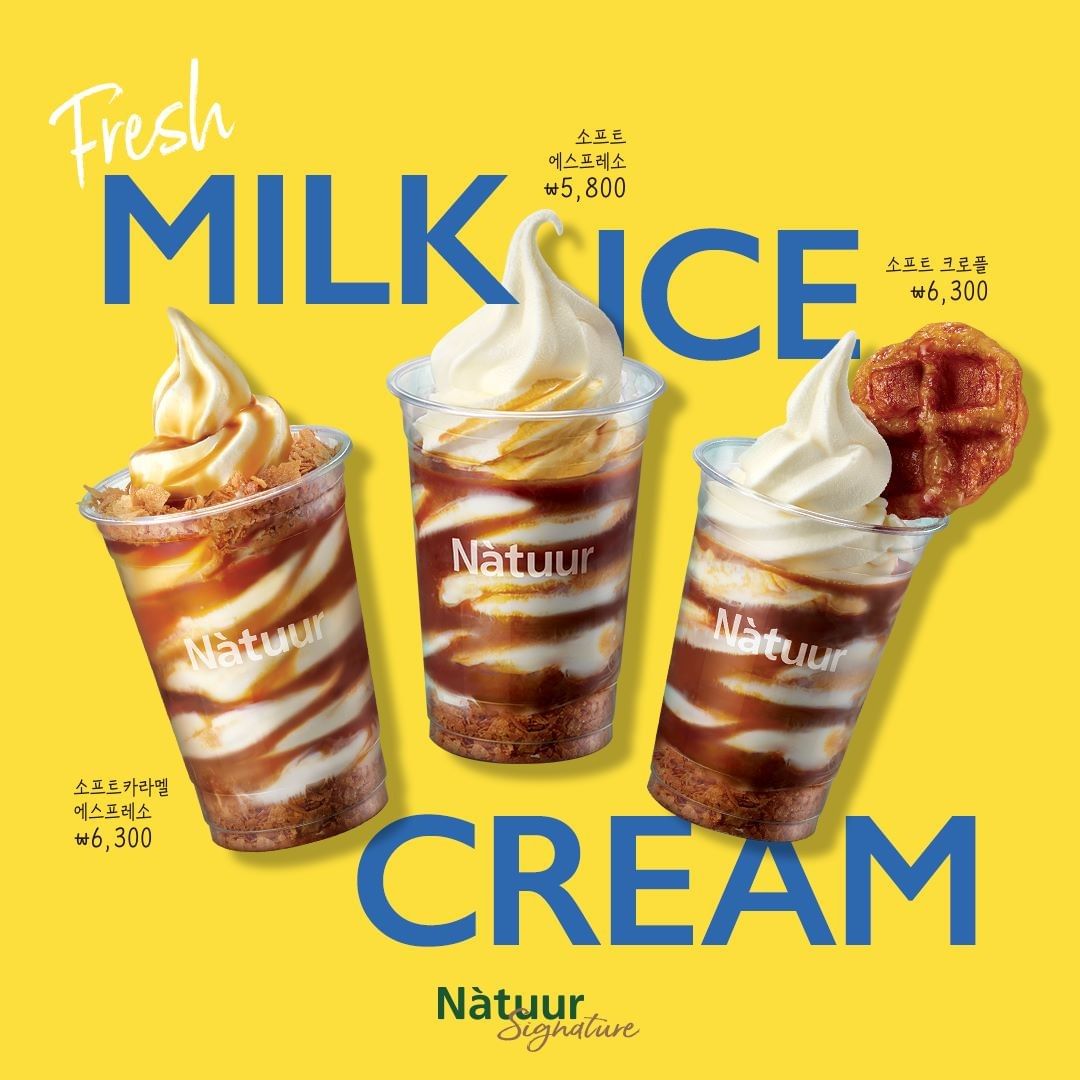 Fresh
MILK ICE
소프트
에스프레소
₩5,800
소프트 크로플
₩6,300
Nàtuur
Nàtuur
Nàtuur
소프트카라멜
에스프레소
₩6,300
CREAM
Nàtuur
Signature